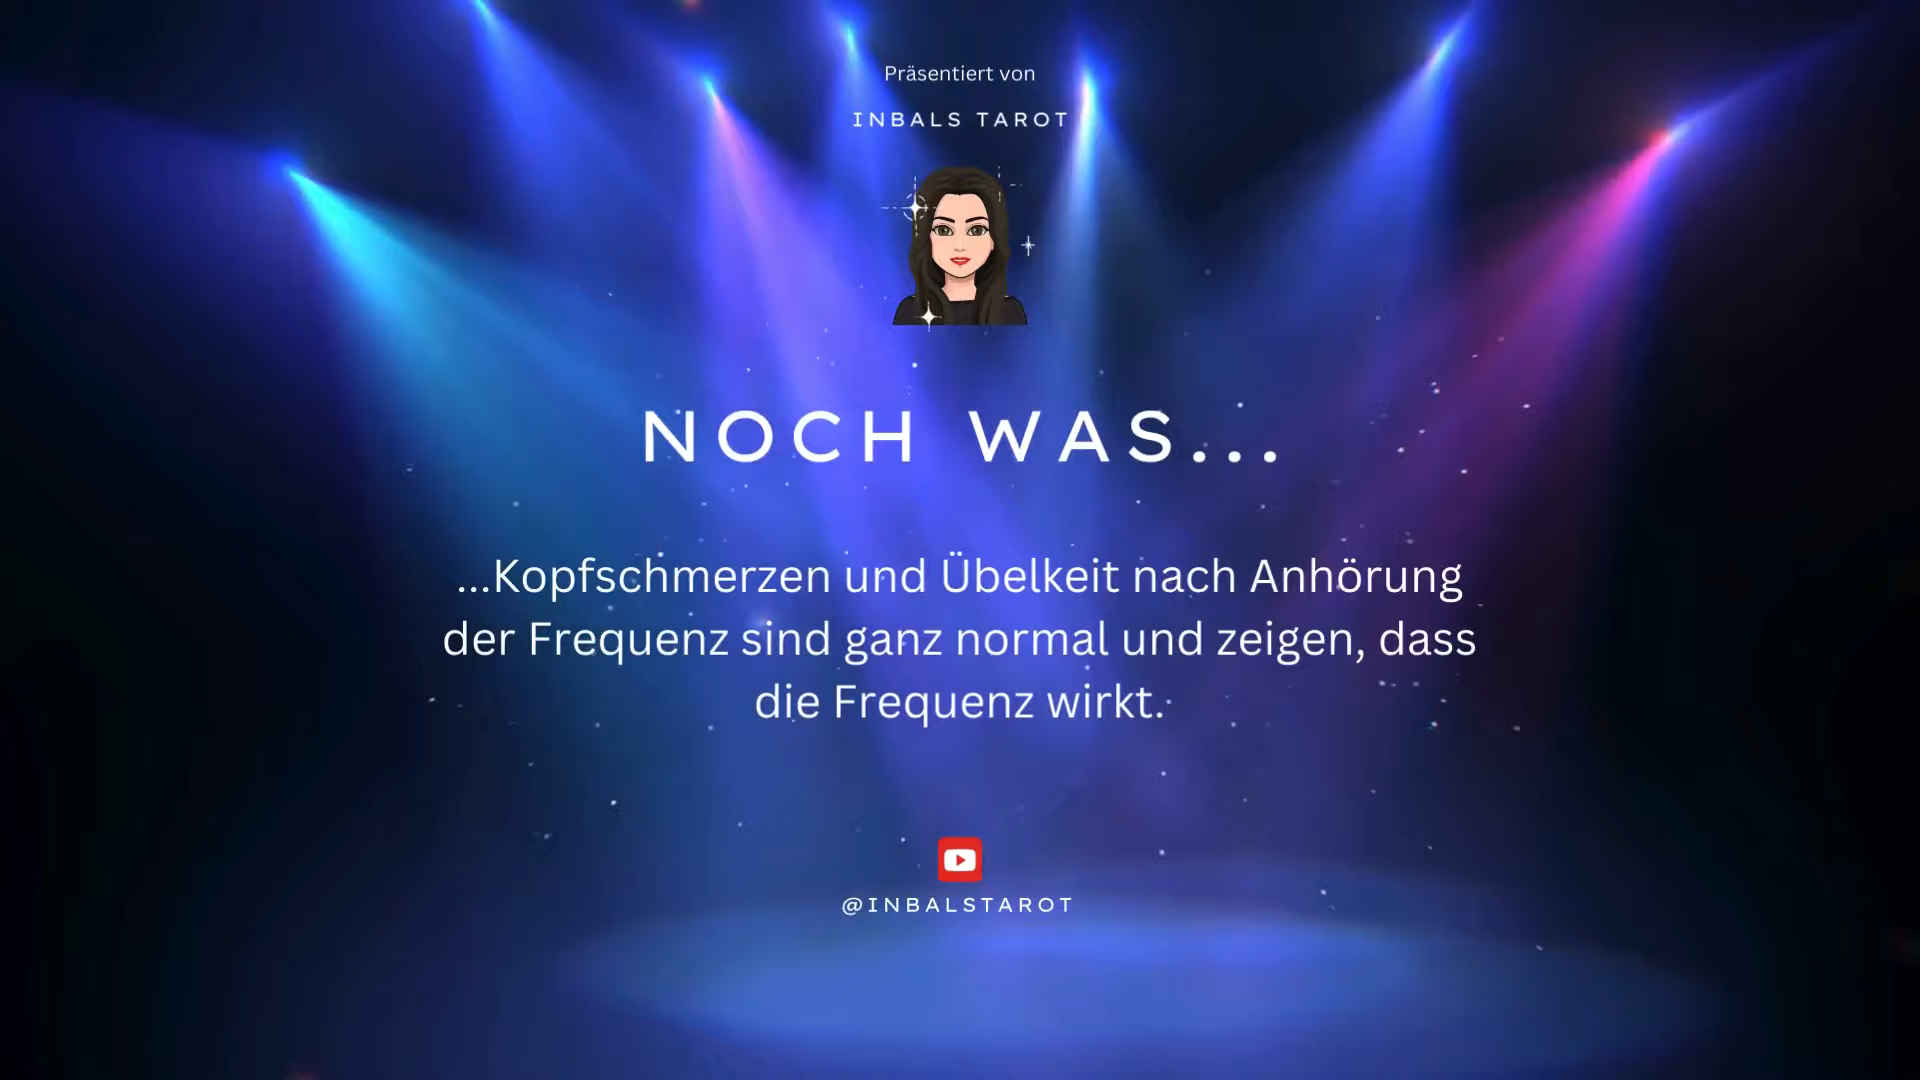 Präsentiert von
INBALS TAROT
NOCH WAS...
...Kopfschmerzen und Übelkeit nach Anhörung
der Frequenz sind ganz normal und zeigen, dass
die Frequenz wirkt.
@INBALSTAROT